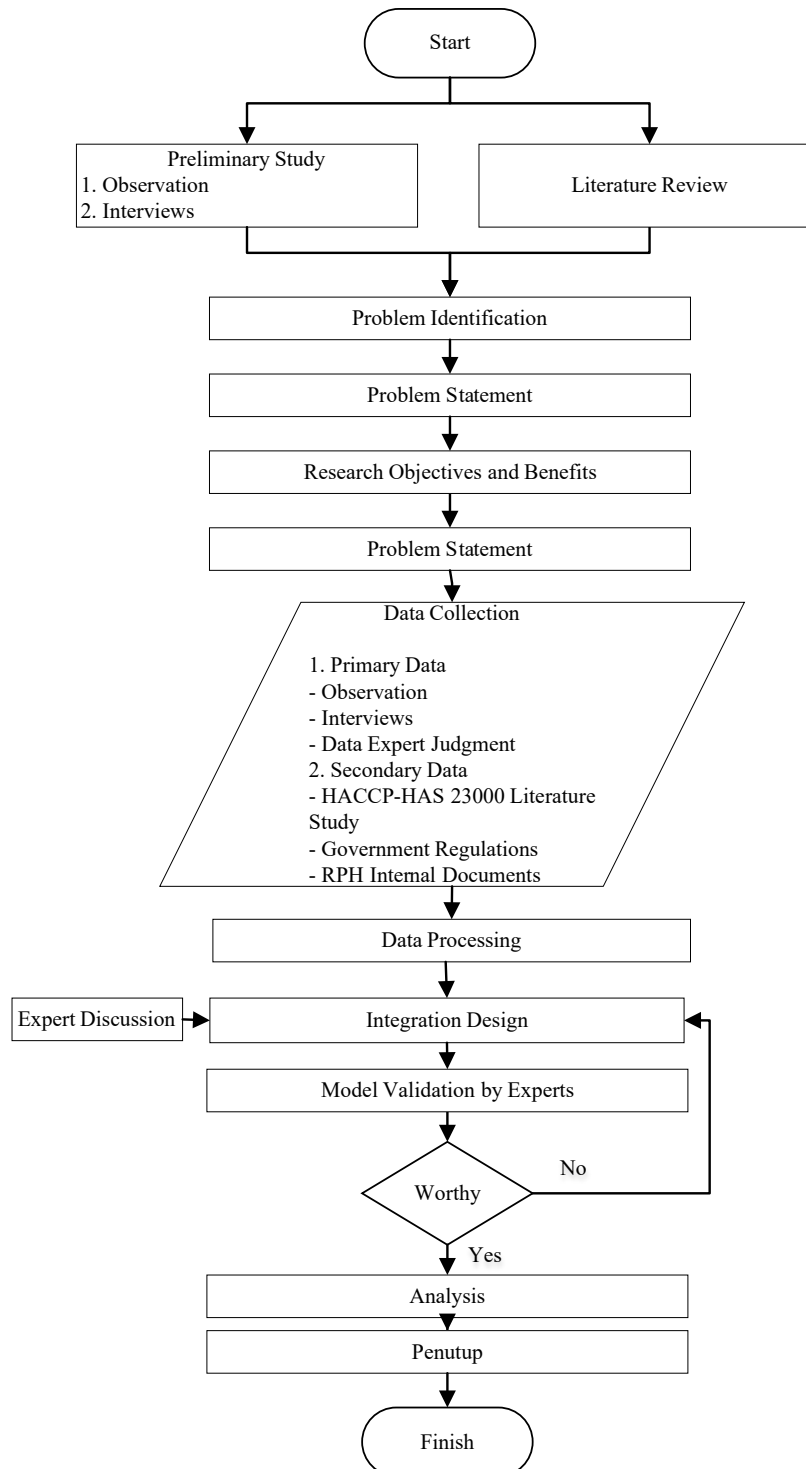 Start
Preliminary Study
1. Observation
2. Interviews
Literature Review
Problem Identification
Problem Statement
Research Objectives and Benefits
Problem Statement
Data Collection
1. Primary Data
- Observation
- Interviews
- Data Expert Judgment
2. Secondary Data
- HACCP-HAS 23000 Literature
Study
- Government Regulations
- RPH Internal Documents
Data Processing
Expert Discussion
Integration Design
Model Validation by Experts
Worthy
No
Yes
Analysis
Penutup
Finish